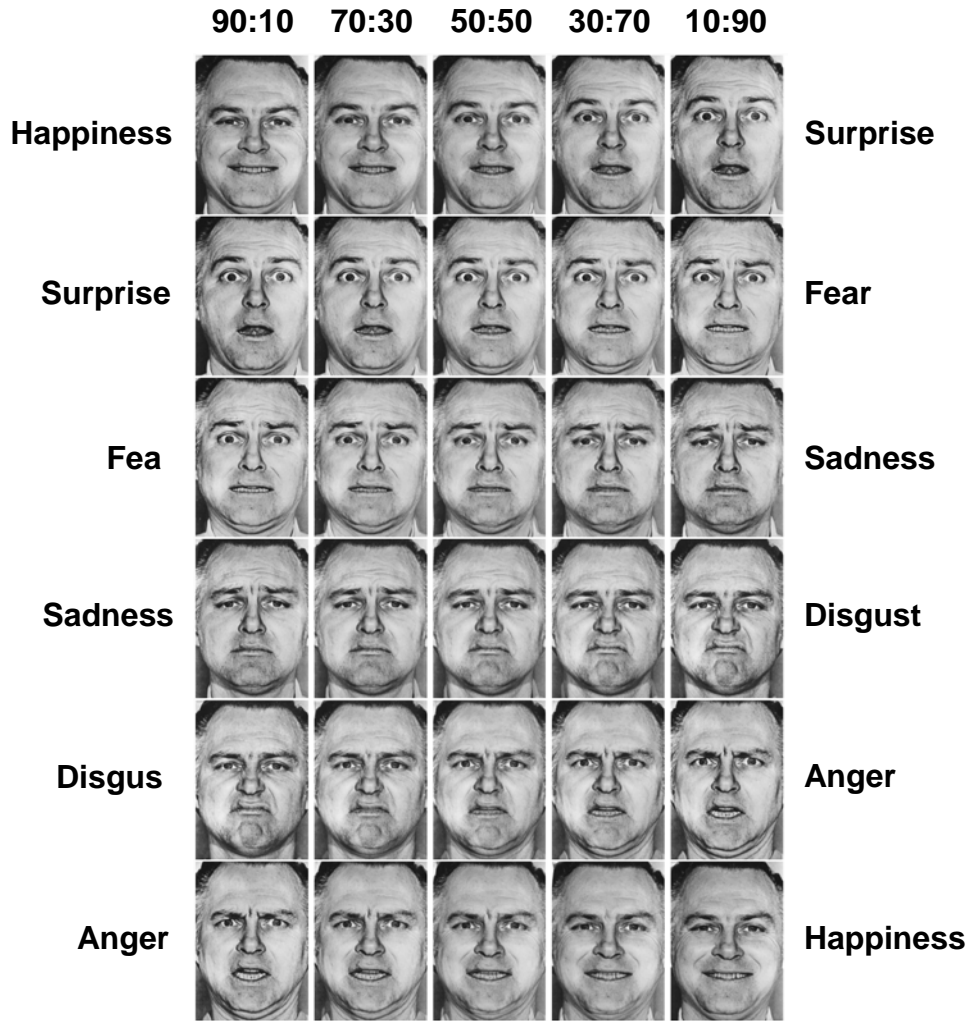 90:10 70:30 50:50 30:70 10:90
Happiness Surprise
Surprise Fear
Fea Sadness
Sadness Disgust
Disgus Anger
Anger Happiness